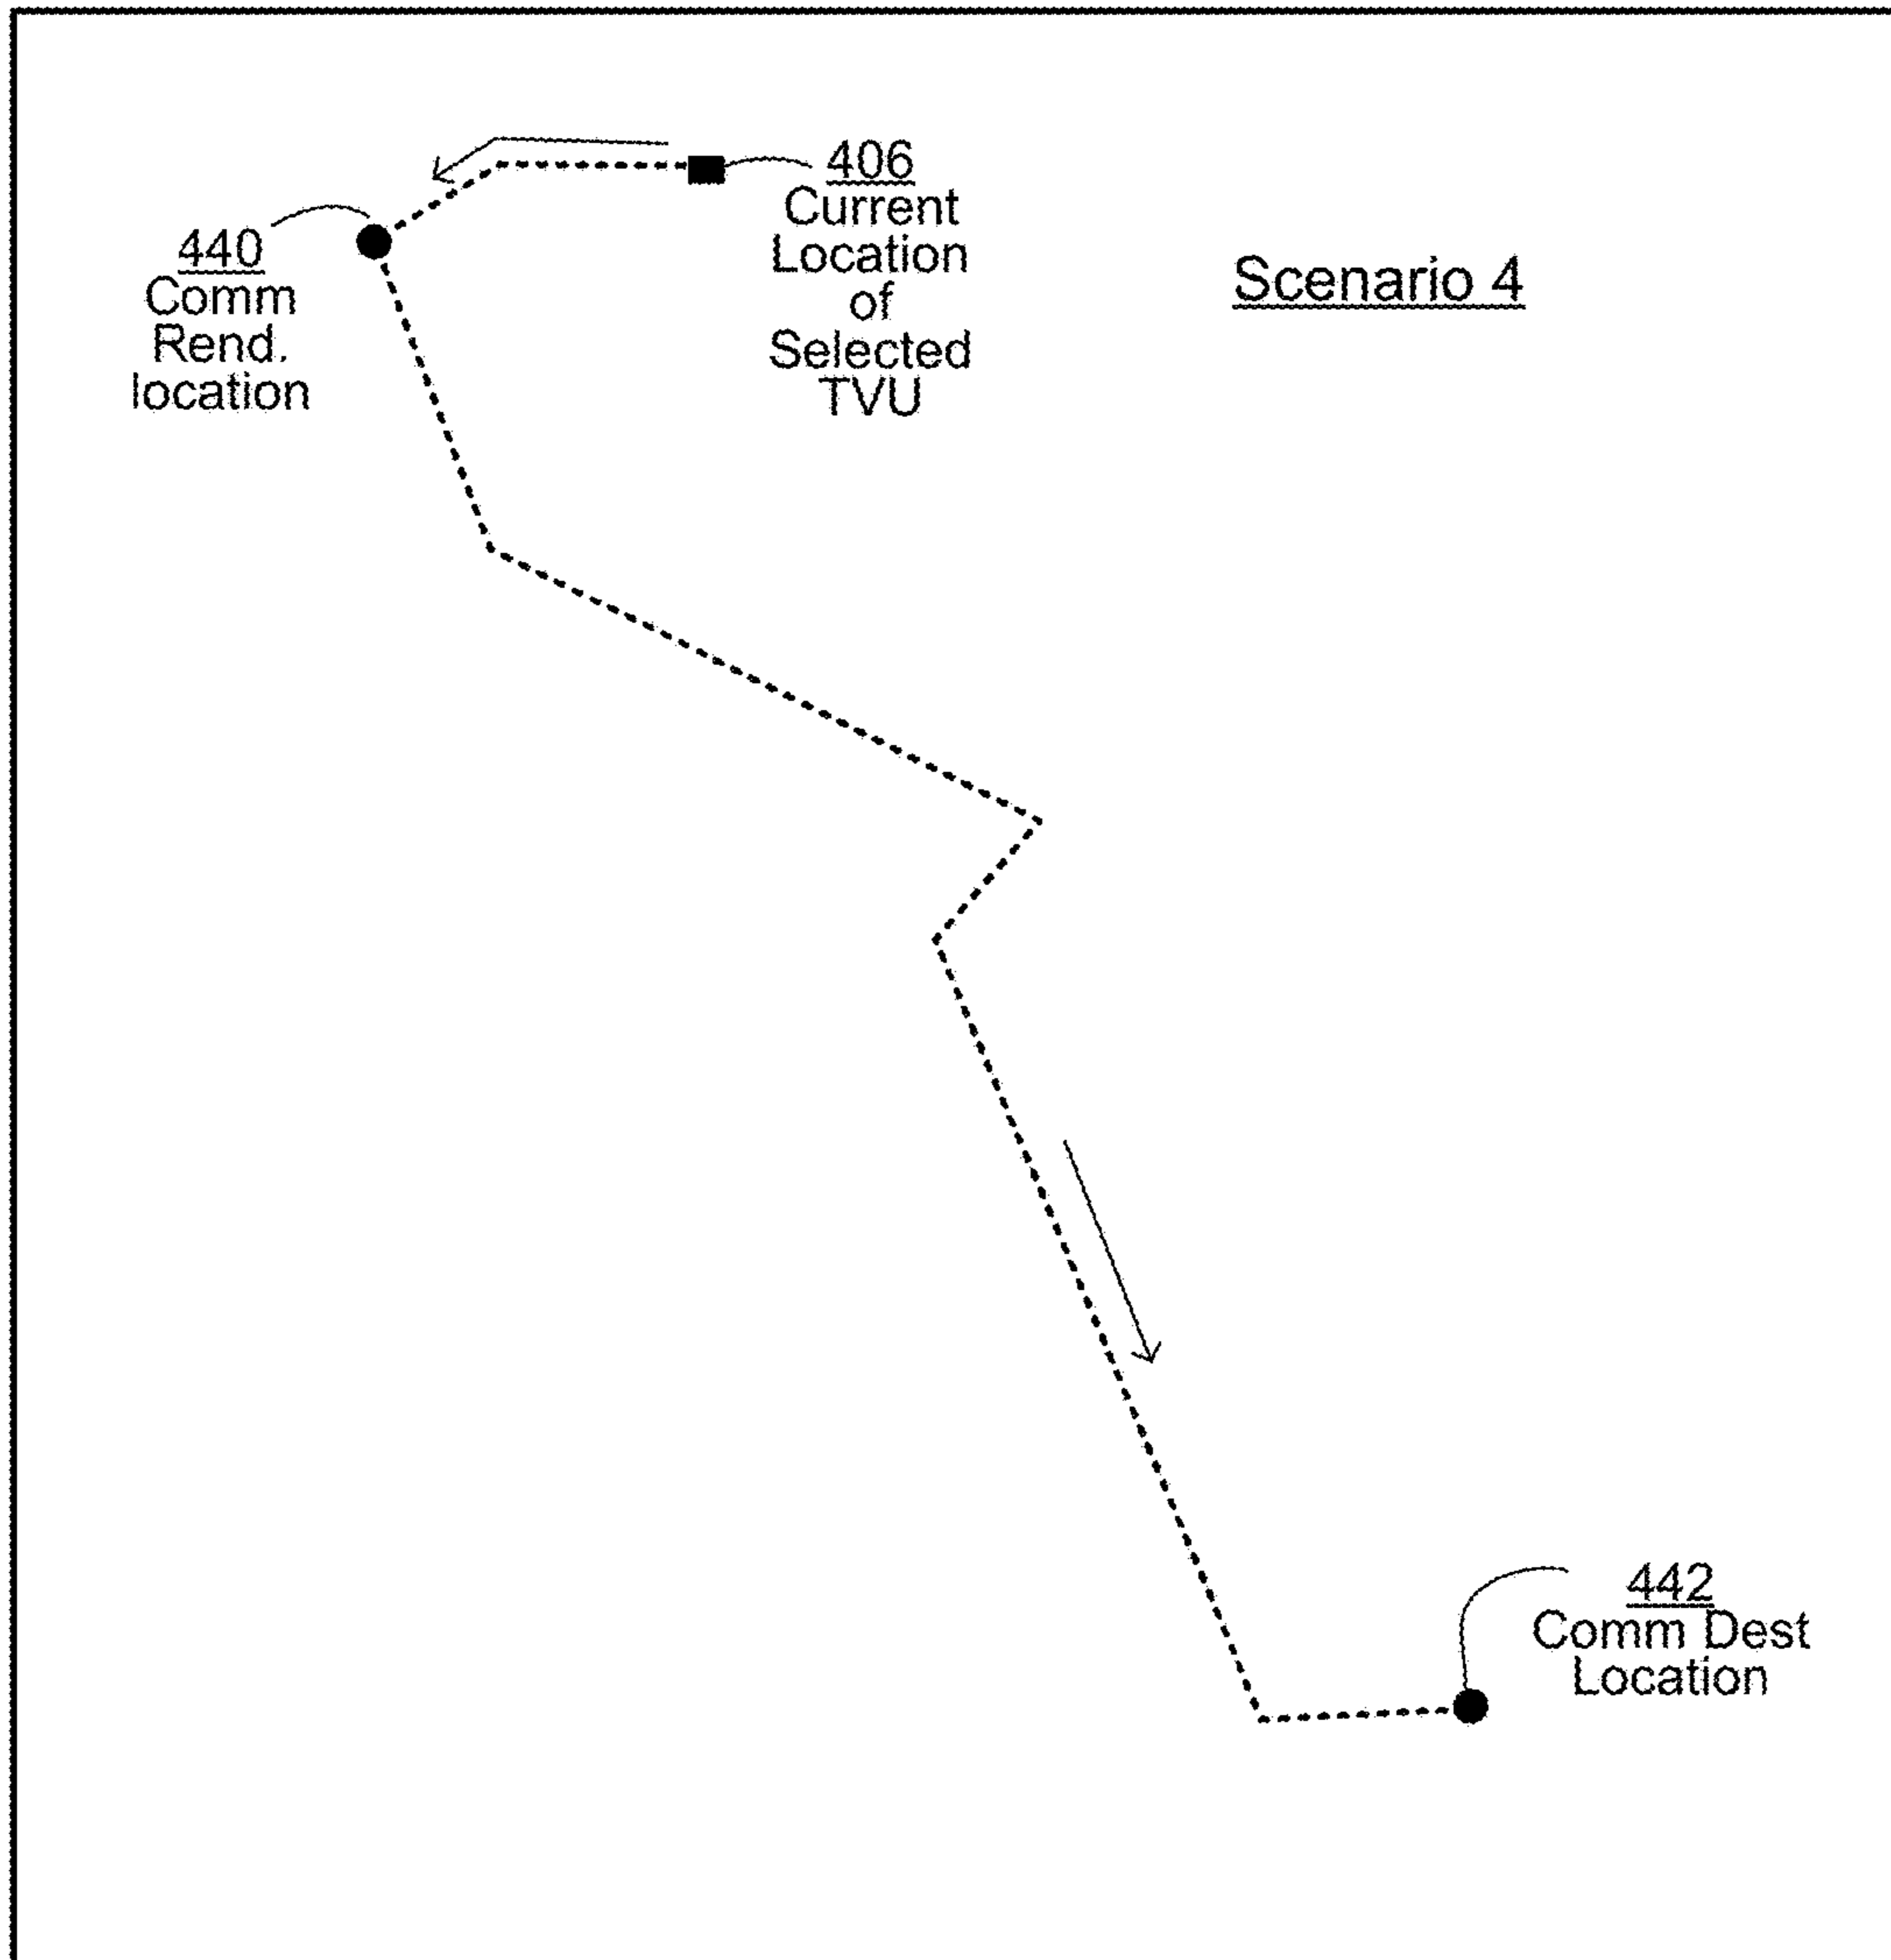 406
Current
Location
of
Selected
TVU
440
Comm
Rend.
location
Scenario 4
442
Comm Dest
Location